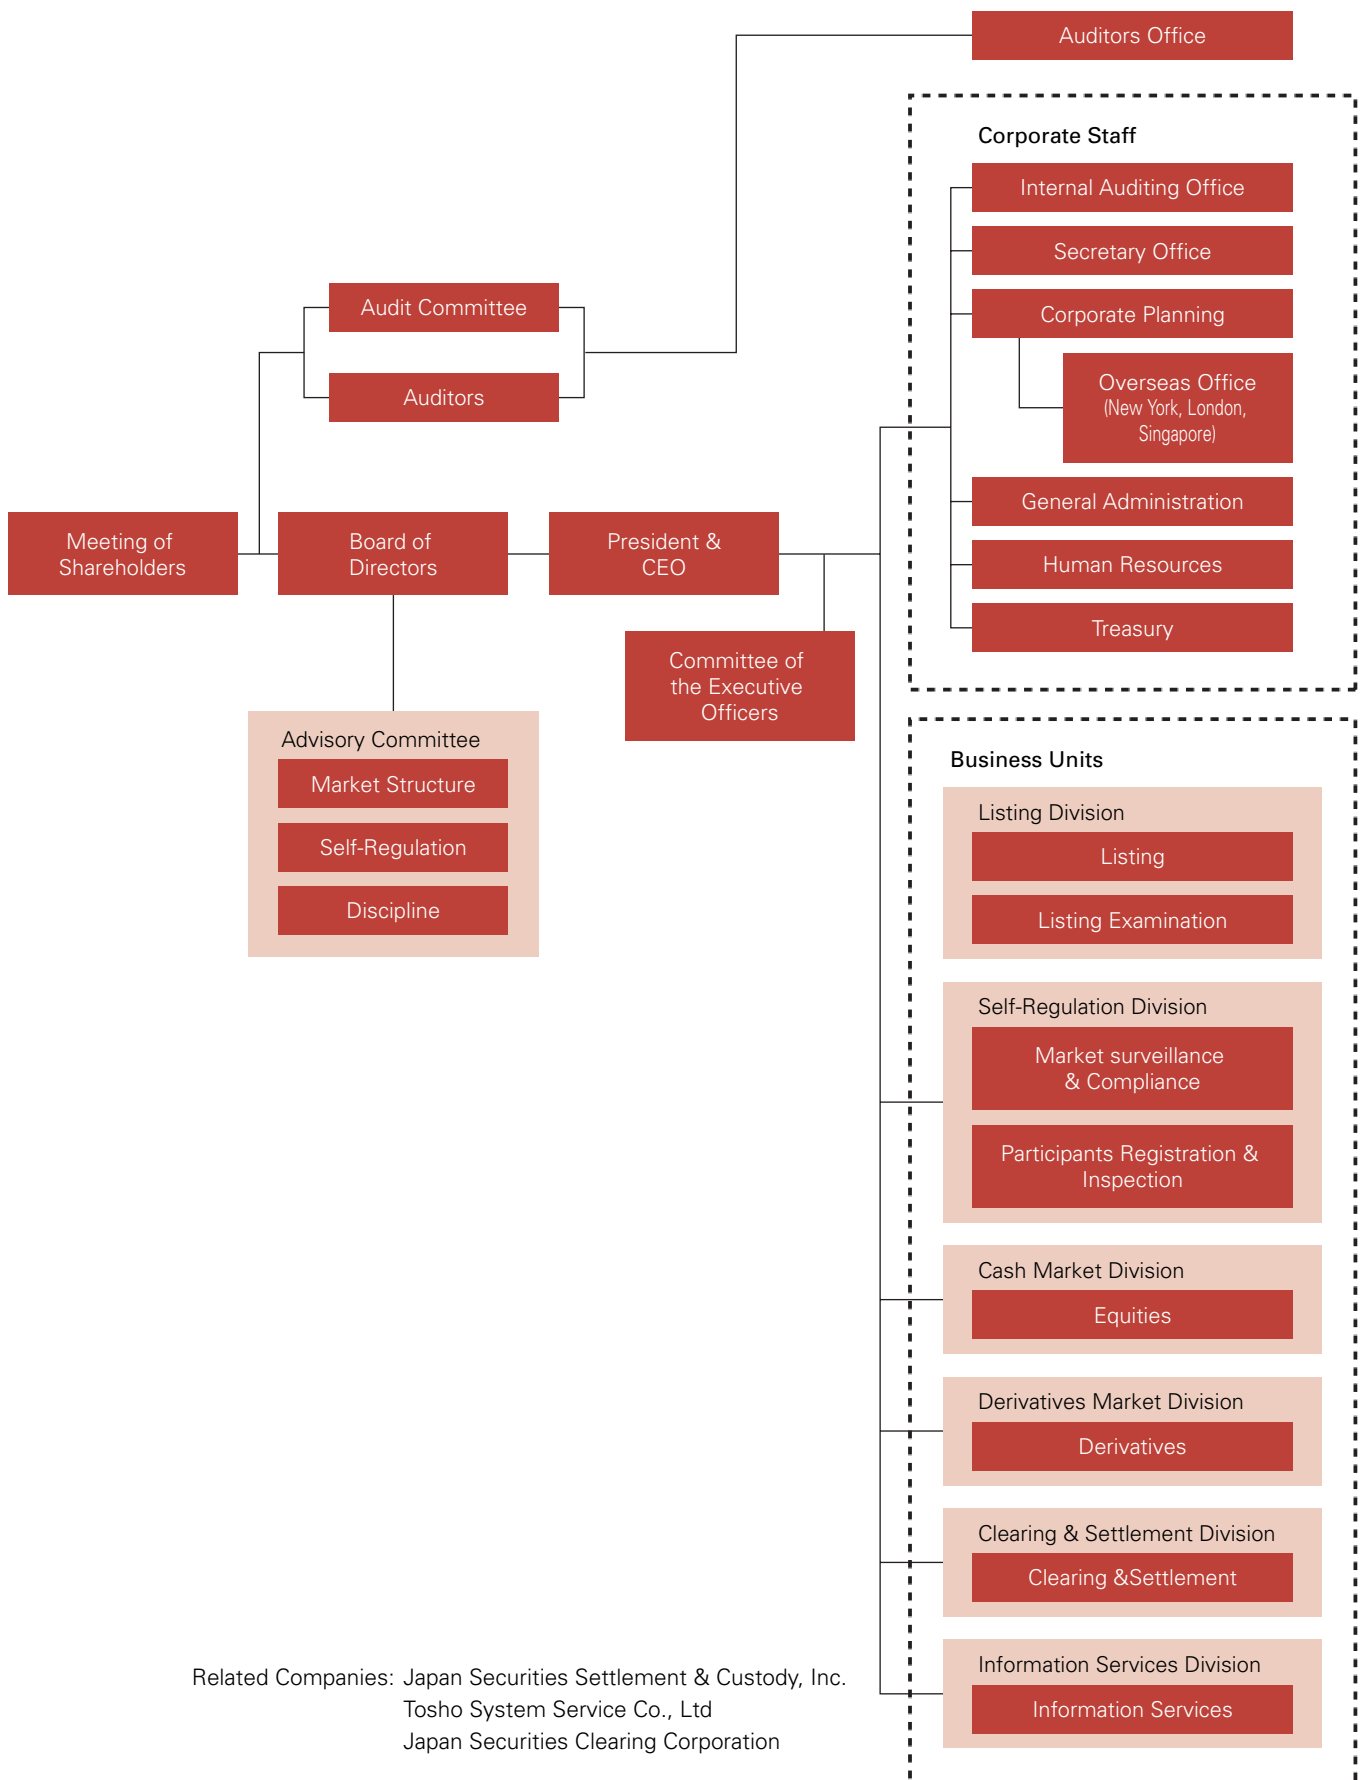 Auditors Office
Corporate Staff
Internal Auditing Office
Secretary Office
Corporate Planning
Overseas Office
(New York, London,
Singapore)
General Administration
Human Resources
Treasury
Audit Committee
Auditors
Meeting of
Shareholders
Board of
Directors
President &
CEO
Committee of
the Executive
Officers
Advisory Committee
Market Structure
Self-Regulation
Discipline
Business Units
Listing Division
Listing
Listing Examination
Self-Regulation Division
Market surveillance
& Compliance
Participants Registration &
Inspection
Cash Market Division
Equities
Derivatives Market Division
Derivatives
Clearing & Settlement Division
Clearing &Settlement
Information Services Division
Information Services
Related Companies: Japan Securities Settlement & Custody, Inc.
Tosho System Service Co., Ltd
Japan Securities Clearing Corporation